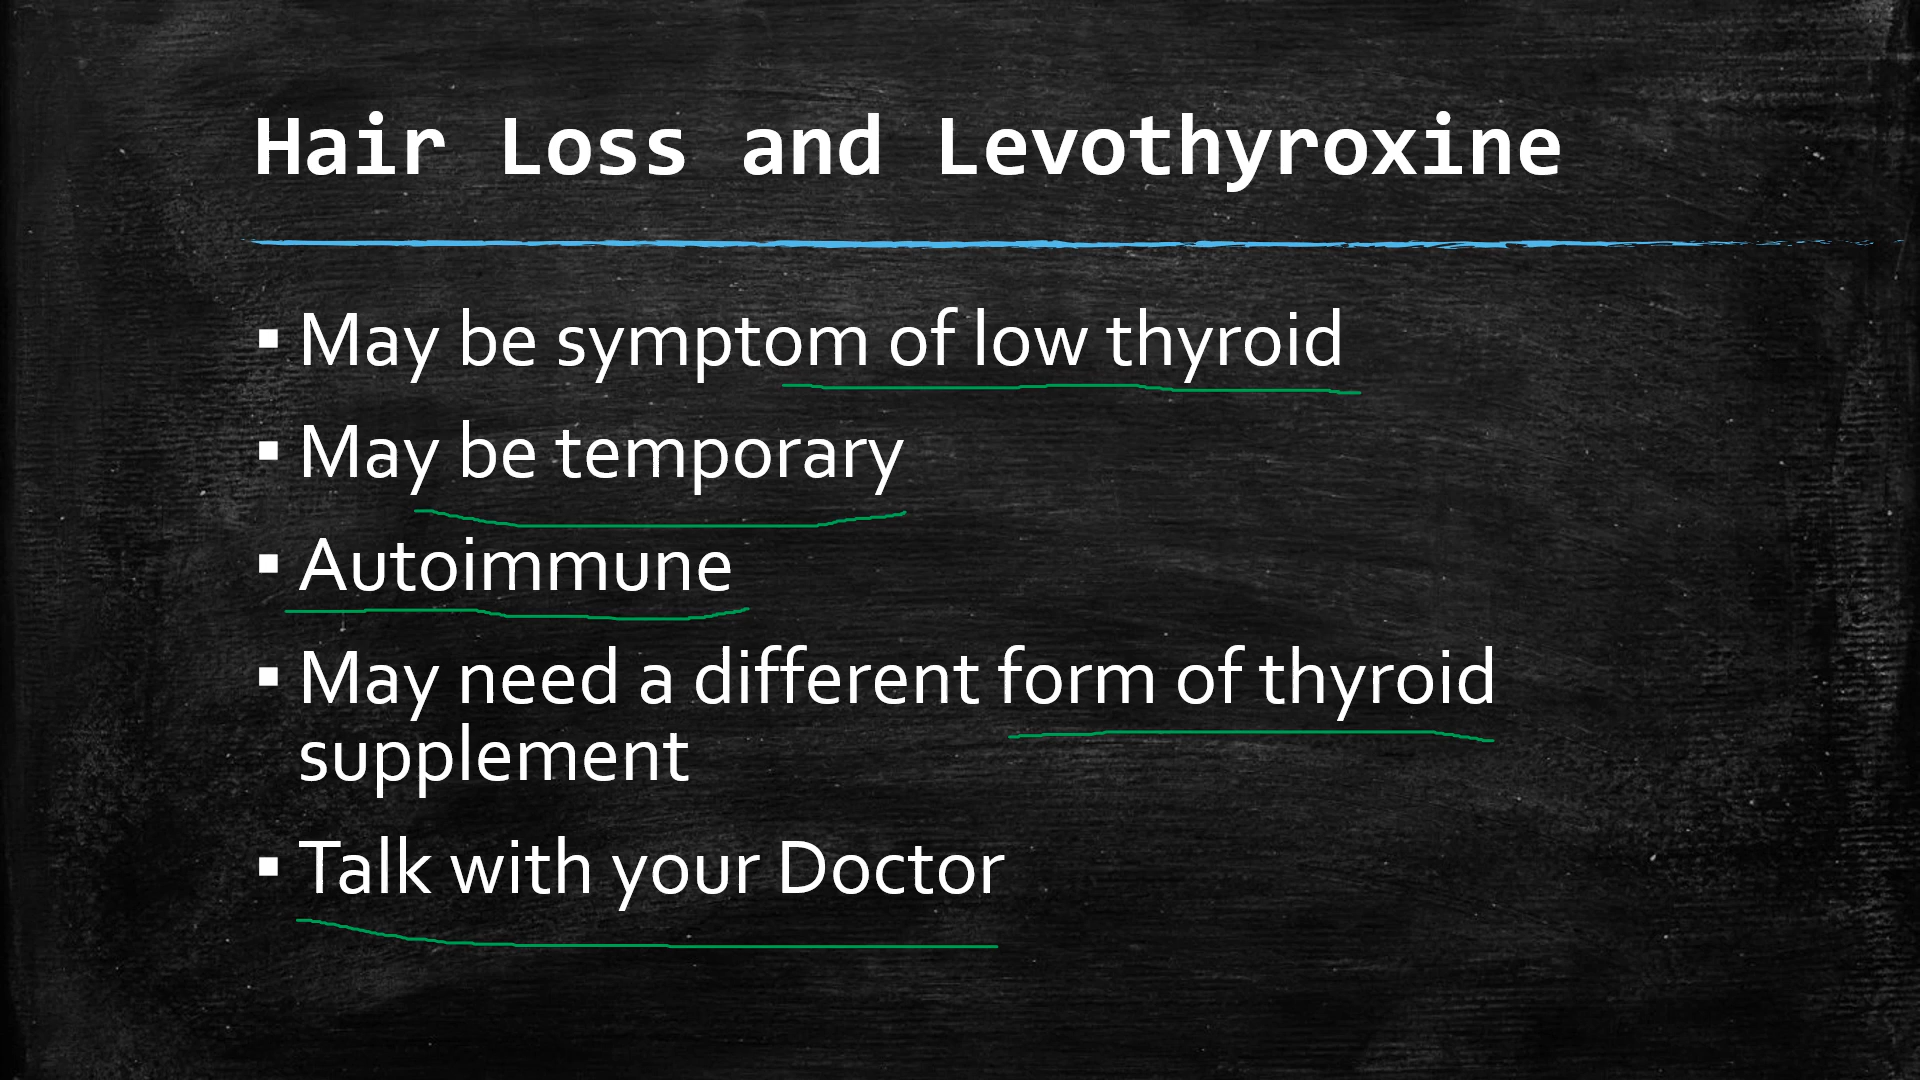 Hair Loss and Levothyroxine
▪ May be symptom of low thyroid
▪ May be temporary
▪ Autoimmune
▪ May need a different form of thyroid
supplement
▪ Talk with your Doctor